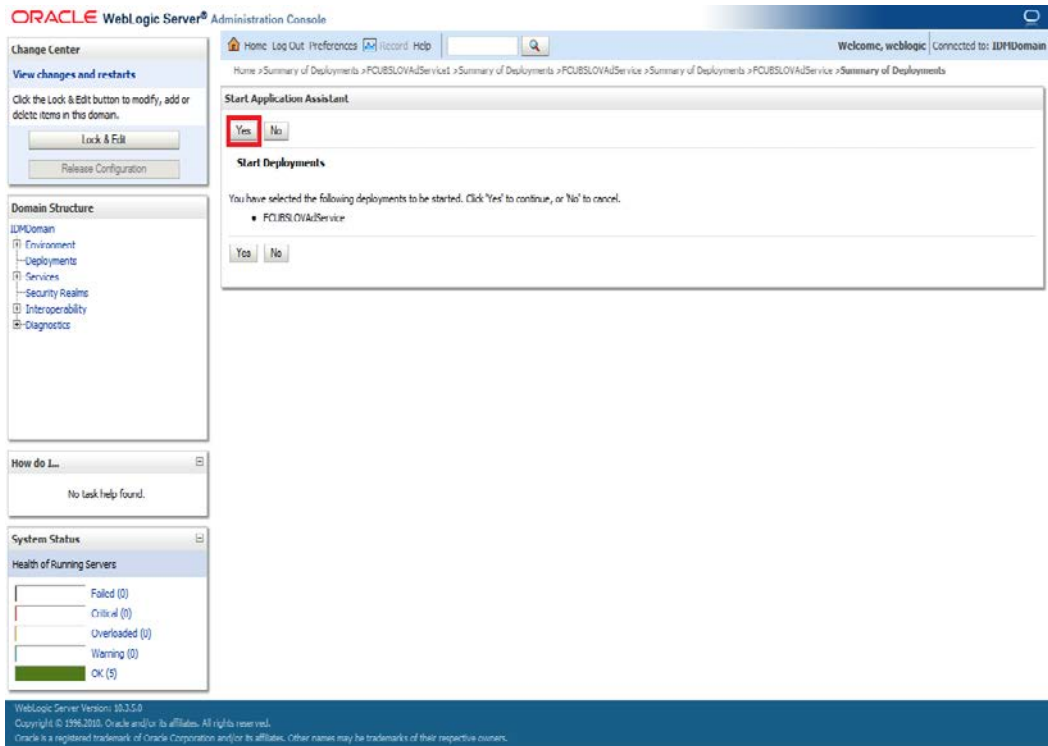 ORACLE WebLogic Server® Administration Console
Change Center
View changes and restarts
Click the Lock & Edit button to modify, add or
delete items in this domain.
Lock & Edit
Release Configuration
Domain Structure
IDMDomain
Environment
Deployments
Services
Security Realms
Interoperability
Diagnostics
How do I...
No task help found.
System Status
Health of Running Servers
Failed (0)
Critical (0)
Overloaded (0)
Warning (0)
OK (5)
Home Log Out Preferences Record Help
Welcome, weblogic Connected to: IDMDomain
Home >Summary of Deployments >FCUBSLOVAdService1 >Summary of Deployments >FCUBSLOVAdService >Summary of Deployments >FCUBSLOVAdService >Summary of Deployments
Start Application Assistant
Yes No
Start Deployments
You have selected the following deployments to be started. Click 'Yes' to continue, or 'No' to cancel.
• FCUBSLOVAdService
Yes No
WebLogic Server Version: 10.3.5.0
Copyright © 1996,2010, Oracle and/or its affiliates. All rights reserved.
Oracle is a registered trademark of Oracle Corporation and/or its affiliates. Other names may be trademarks of their respective owners.